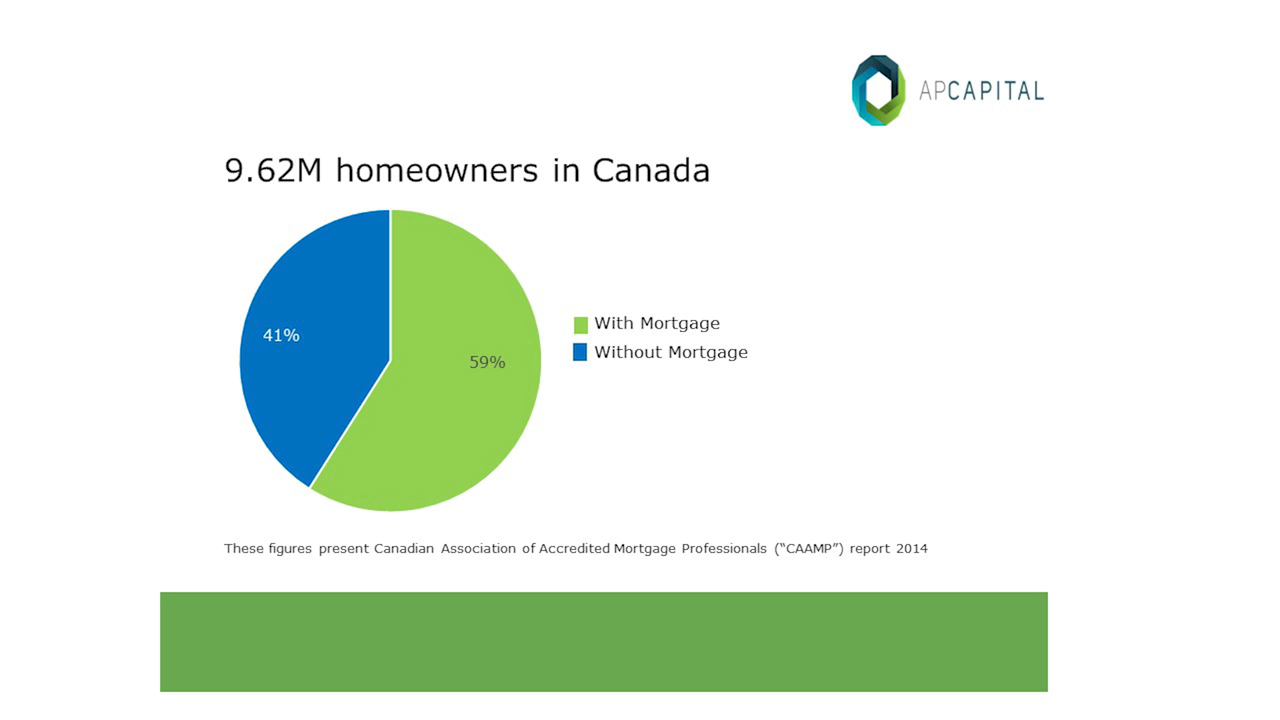 APCAPITAL
9.62M homeowners in Canada
41%
59%
With Mortgage
Without Mortgage
These figures present Canadian Association of Accredited Mortgage Professionals (“CAAMP”) report 2014